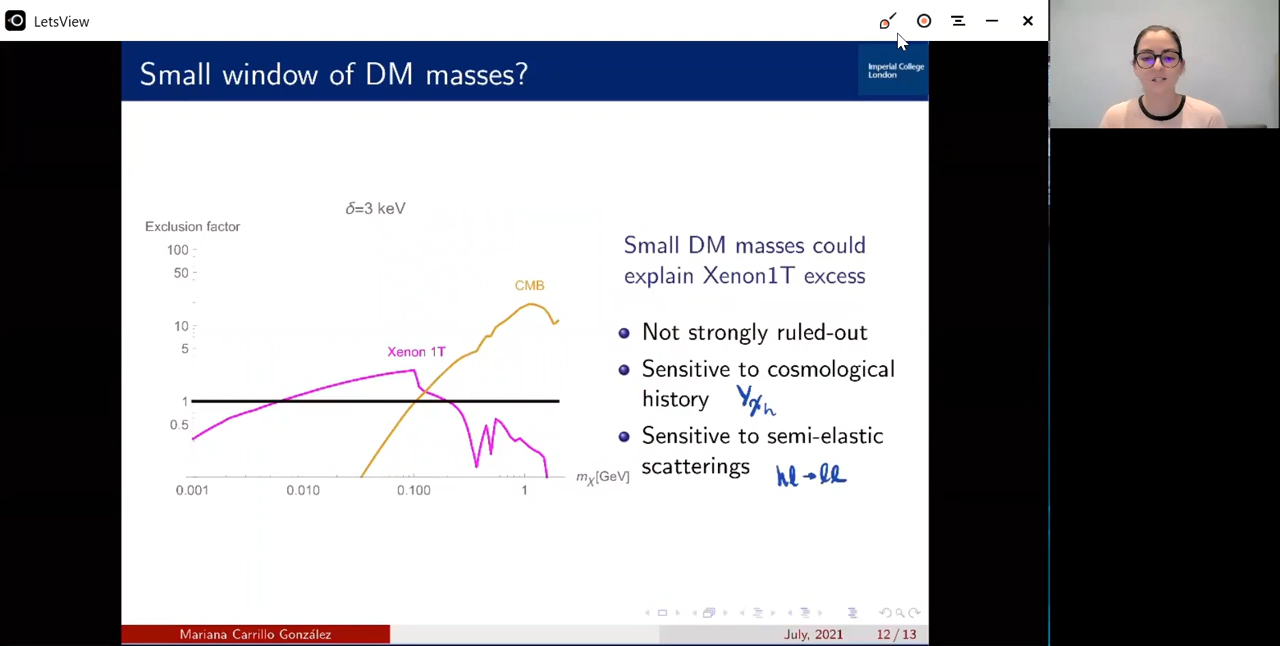 LetsView
Small window of DM masses?
Imperial College
London
δ=3 keV
Exclusion factor
100
50
10
5
1
0.5
CMB
Xenon 1T
0.001
0.010
0.100
1
mχ[GeV]
Small DM masses could
explain Xenon1T excess
Not strongly ruled-out
Sensitive to cosmological
history Yχh
Sensitive to semi-elastic
scatterings hl→ll
Mariana Carrillo González
July, 2021
12 / 13